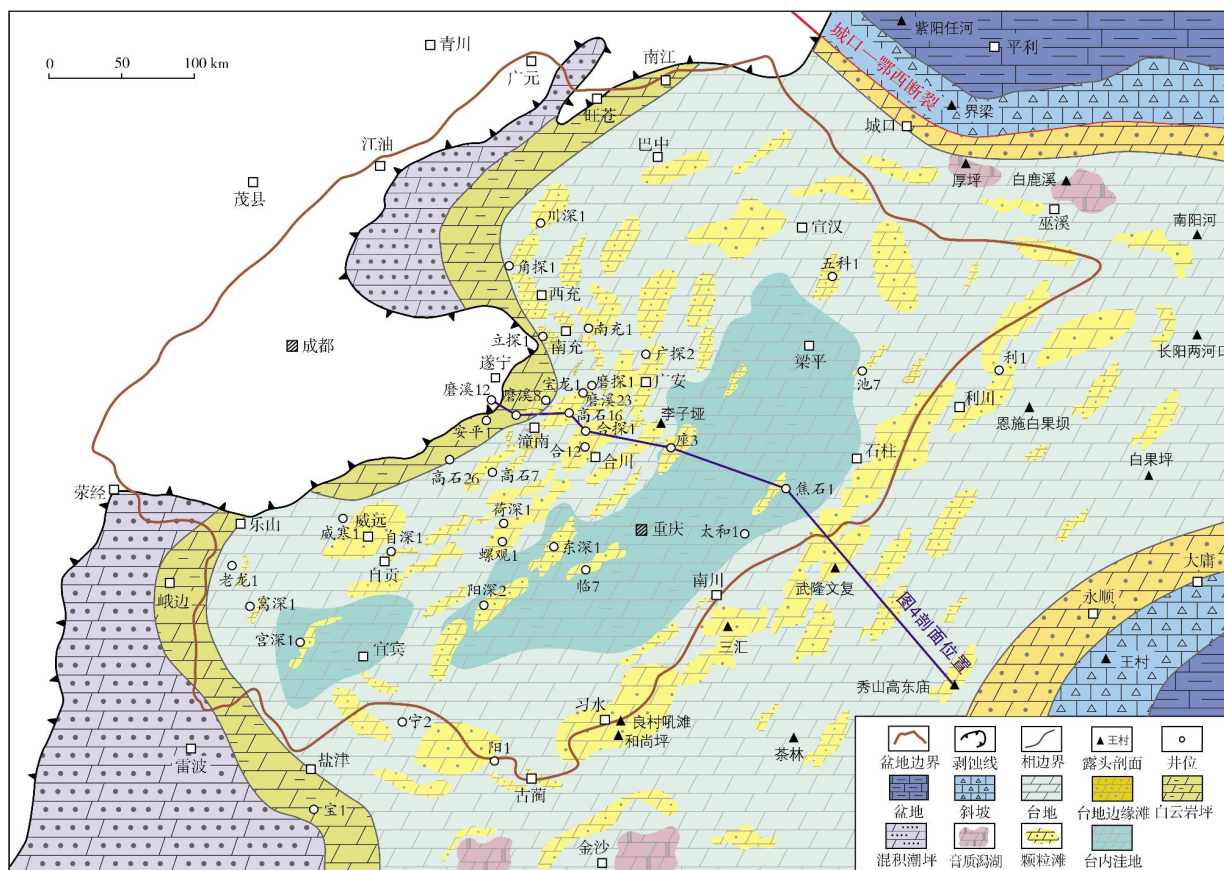 紫阳任河
平利
青川
广元
南江
0 50 100 km
城口—鄂西断裂
界梁
旺苍
城口
巴中
江油
茂县
厚坪
白鹿溪
巫溪
川深1
宣汉
南阳河
角探1
五科1
西充
立探1
南充1
南充
成都
广探2
梁平
长阳两河口
遂宁
宝龙1
磨探1
广安
池7
利1
磨溪12
磨溪8
磨溪23
利川
高石16
李子垭
恩施白果坝
安平1
潼南
合探1
座3
合12
合川
石柱
白果坪
高石26
高石7
荥经
焦石1
乐山
威寒1
威远
荷深1
重庆
太和1
自深1
螺观1
东深1
自贡
老龙1
临7
大庸
峨边
窝深1
阳深2
南川
武隆文复
永顺
宫深1
宜宾
三汇
图4剖面位置
王村
秀山高东庙
宁2
习水
良村吼滩
和尚坪
茶林
雷波
盐津
阳1
古蔺
宝1
金沙
王村
盆地边界 剥蚀线 相边界 露头剖面 井位
盆地 斜坡 台地 台地边缘滩 白云岩坪
混积潮坪 膏质潟湖 颗粒滩 台内洼地